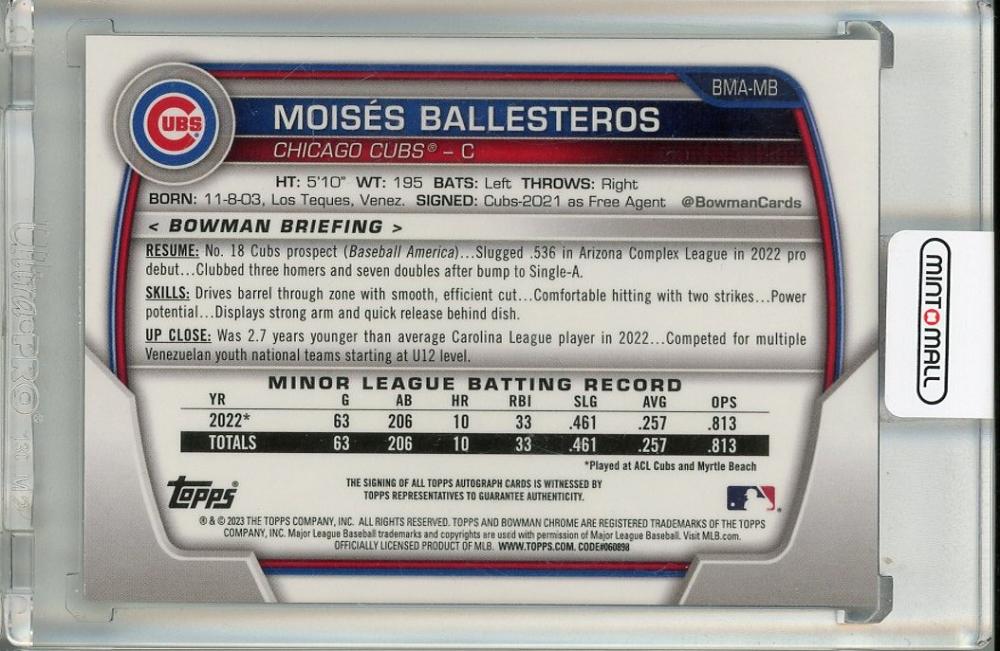 BMA-MB
CUBS
MOISÉS BALLESTEROS
CHICAGO CUBS® – C
HT: 5'10" WT: 195 BATS: Left THROWS: Right
BORN: 11-8-03, Los Teques, Venez. SIGNED: Cubs-2021 as Free Agent @BowmanCards
< BOWMAN BRIEFING >
RESUME: No. 18 Cubs prospect (Baseball America)...Slugged .536 in Arizona Complex League in 2022 pro
debut...Clubbed three homers and seven doubles after bump to Single-A.
SKILLS: Drives barrel through zone with smooth, efficient cut...Comfortable hitting with two strikes...Power
potential...Displays strong arm and quick release behind dish.
UP CLOSE: Was 2.7 years younger than average Carolina League player in 2022...Competed for multiple
Venezuelan youth national teams starting at U12 level.
MINOR LEAGUE BATTING RECORD
YR G AB HR RBI SLG AVG OPS
2022* 63 206 10 33 .461 .257 .813
TOTALS 63 206 10 33 .461 .257 .813
*Played at ACL Cubs and Myrtle Beach
topps®
THE SIGNING OF ALL TOPPS AUTOGRAPH CARDS IS WITNESSED BY
TOPPS REPRESENTATIVES TO GUARANTEE AUTHENTICITY.
® & © 2023 THE TOPPS COMPANY, INC. ALL RIGHTS RESERVED. TOPPS AND BOWMAN CHROME ARE REGISTERED TRADEMARKS OF THE TOPPS
COMPANY, INC. Major League Baseball trademarks and copyrights are used with permission of Major League Baseball. Visit MLB.com.
OFFICIALLY LICENSED PRODUCT OF MLB. WWW.TOPPS.COM. CODE#060898
MINTMALL
UltraPRO®